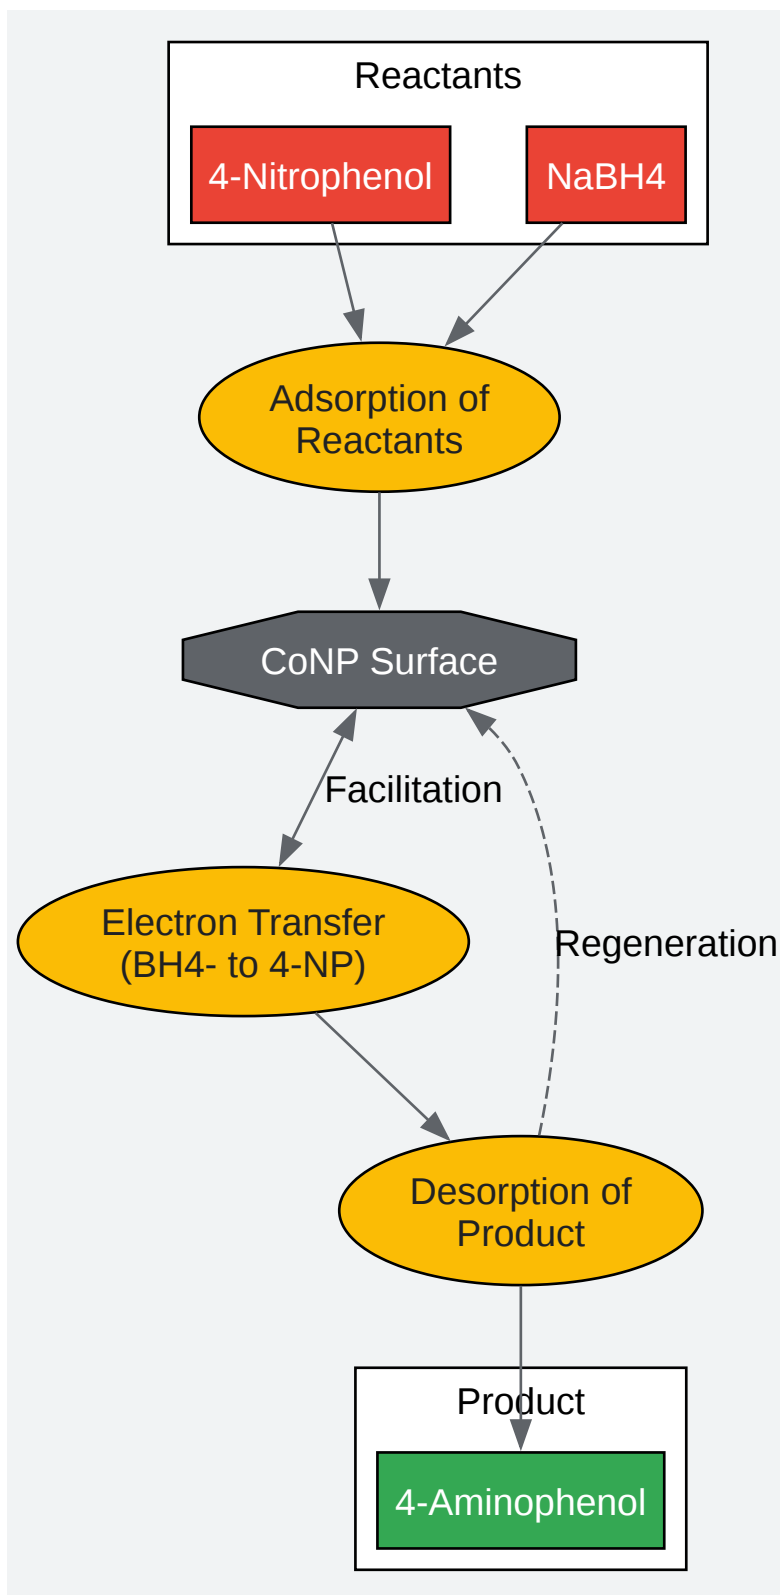 Reactants
4-Nitrophenol
NaBH4
Adsorption of
Reactants
CoNP Surface
Facilitation
Electron Transfer
(BH4- to 4-NP)
Regeneration
Desorption of
Product
Product
4-Aminophenol